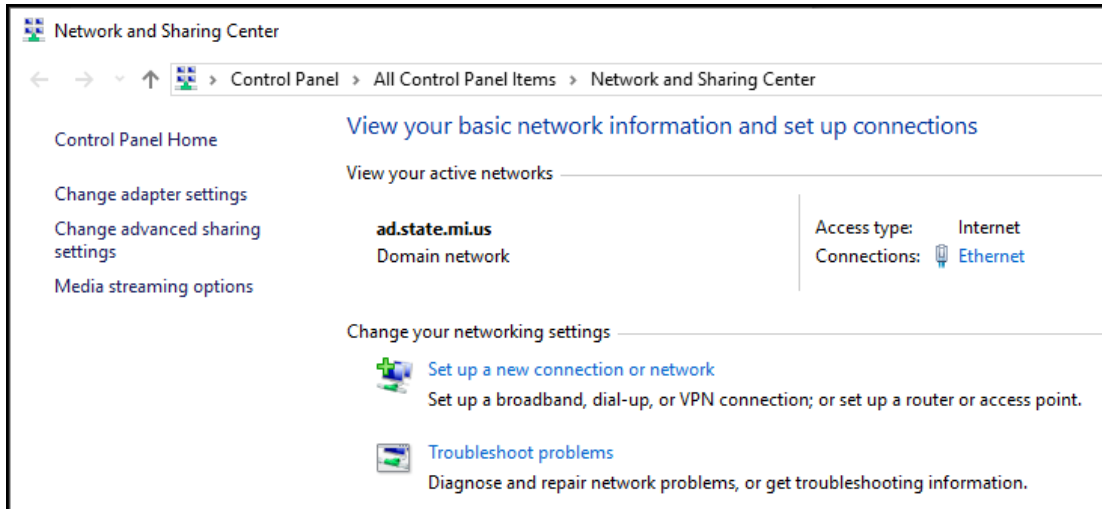 Network and Sharing Center
Control Panel > All Control Panel Items > Network and Sharing Center
Control Panel Home
Change adapter settings
Change advanced sharing
settings
Media streaming options
View your basic network information and set up connections
View your active networks
ad.state.mi.us
Domain network
Access type: Internet
Connections: Ethernet
Change your networking settings
Set up a new connection or network
Set up a broadband, dial-up, or VPN connection; or set up a router or access point.
Troubleshoot problems
Diagnose and repair network problems, or get troubleshooting information.